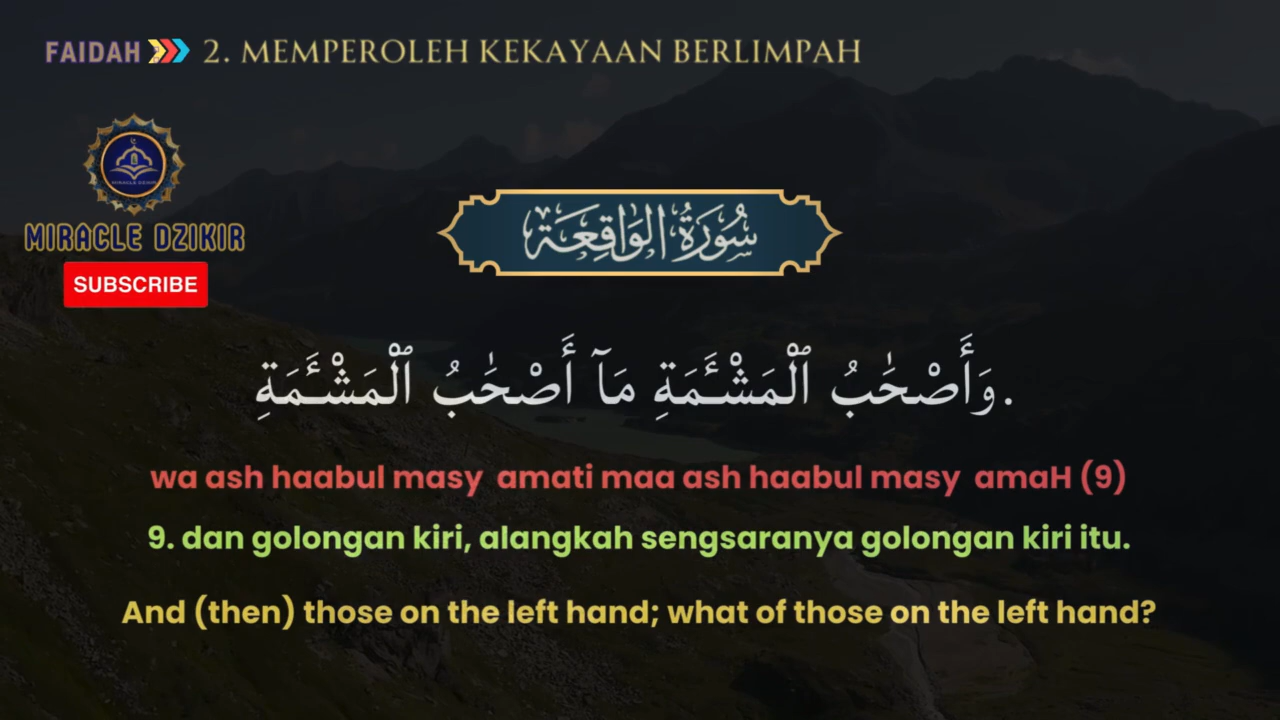 FAIDAH 2. MEMPEROLEH KEKAYAAN BERLIMPAH
MIRACLE DZIKIR
MIRACLE DZIKIR
SUBSCRIBE
سُورَةُ الوَاقِعَة
وَأَصْحَٰبُ ٱلْمَشْـَٔمَةِ مَآ أَصْحَٰبُ ٱلْمَشْـَٔمَةِ.
wa ash haabul masy amati maa ash haabul masy amaH (9)
9. dan golongan kiri, alangkah sengsaranya golongan kiri itu.
And (then) those on the left hand; what of those on the left hand?